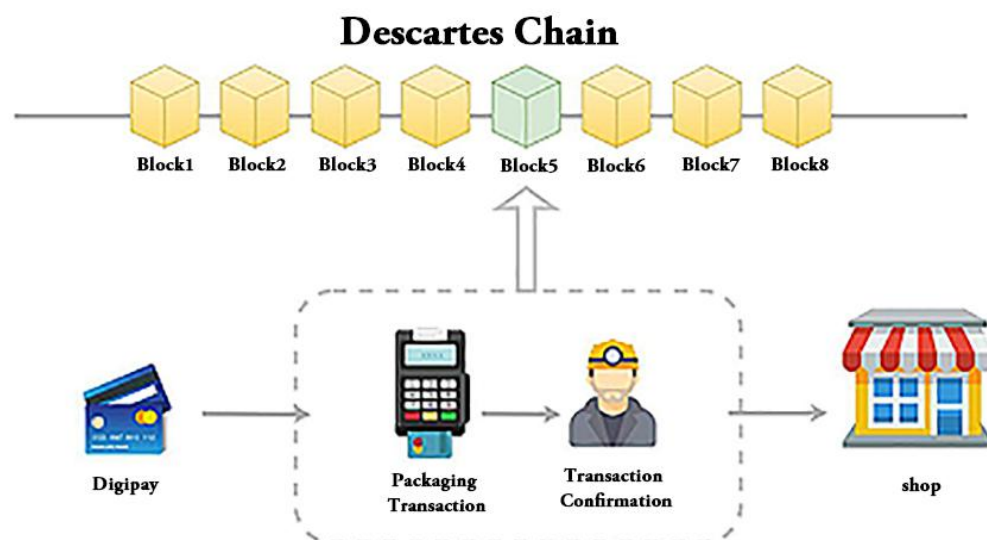 Descartes Chain
Block1 Block2 Block3 Block4 Block5 Block6 Block7 Block8
Digipay
Packaging
Transaction
Transaction
Confirmation
shop